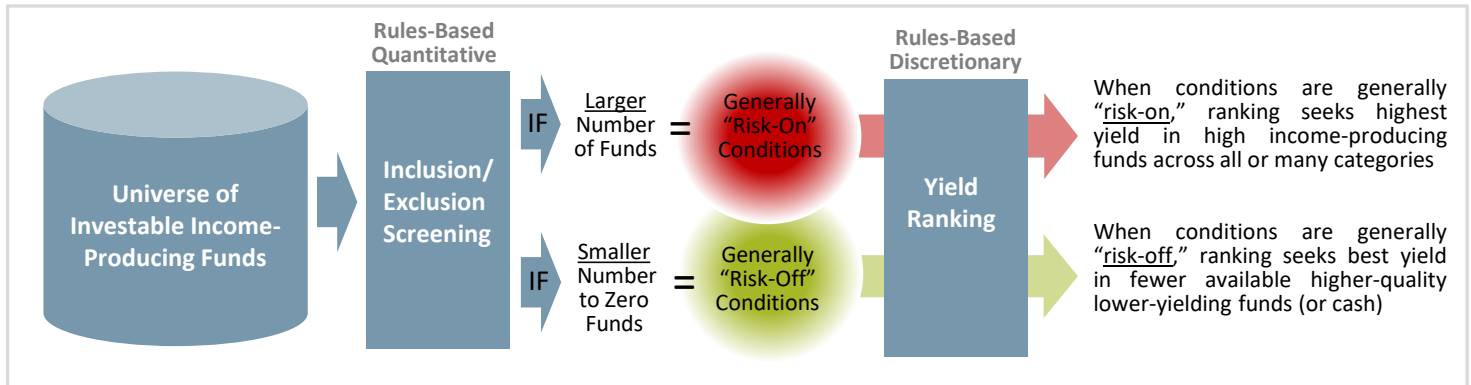 Universe of
Investable Income-
Producing Funds
Rules-Based
Quantitative
Inclusion/
Exclusion
Screening
IF
Larger
Number
of Funds
=
Generally
“Risk-On”
Conditions
IF
Smaller
Number
to Zero
Funds
=
Generally
“Risk-Off”
Conditions
Rules-Based
Discretionary
Yield
Ranking
When conditions are generally
“risk-on,” ranking seeks highest
yield in high income-producing
funds across all or many categories
When conditions are generally
“risk-off,” ranking seeks best yield
in fewer available higher-quality
lower-yielding funds (or cash)